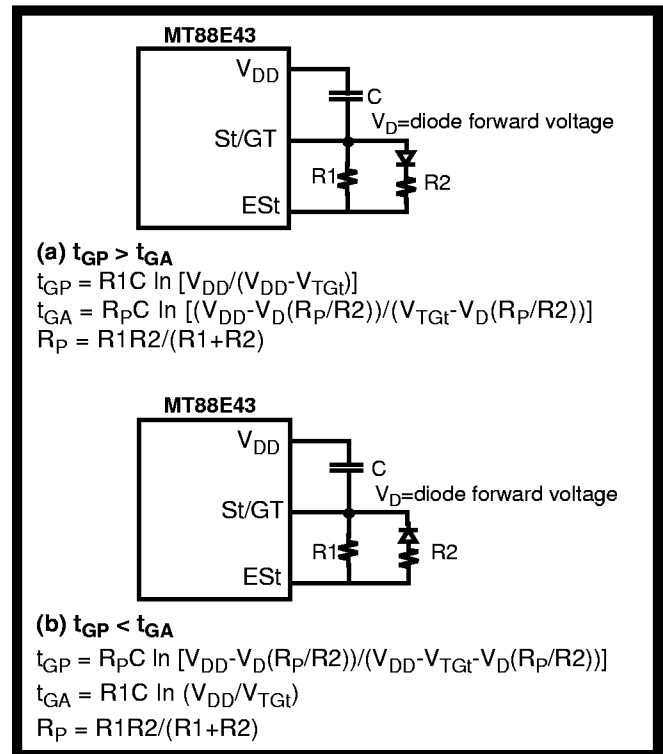 MT88E43
VDD
C
VD=diode forward voltage
St/GT
R1
R2
ESt
(a) tGP > tGA
tGP = R1C ln [VDD/(VDD-VTGt)]
tGA = RPC ln [(VDD-VD(RP/R2))/(VTGt-VD(RP/R2))]
RP = R1R2/(R1+R2)
MT88E43
VDD
C
VD=diode forward voltage
St/GT
R1
R2
ESt
(b) tGP < tGA
tGP = RPC ln [VDD-VD(RP/R2))/(VDD-VTGt-VD(RP/R2))]
tGA = R1C ln (VDD/VTGt)
RP = R1R2/(R1+R2)